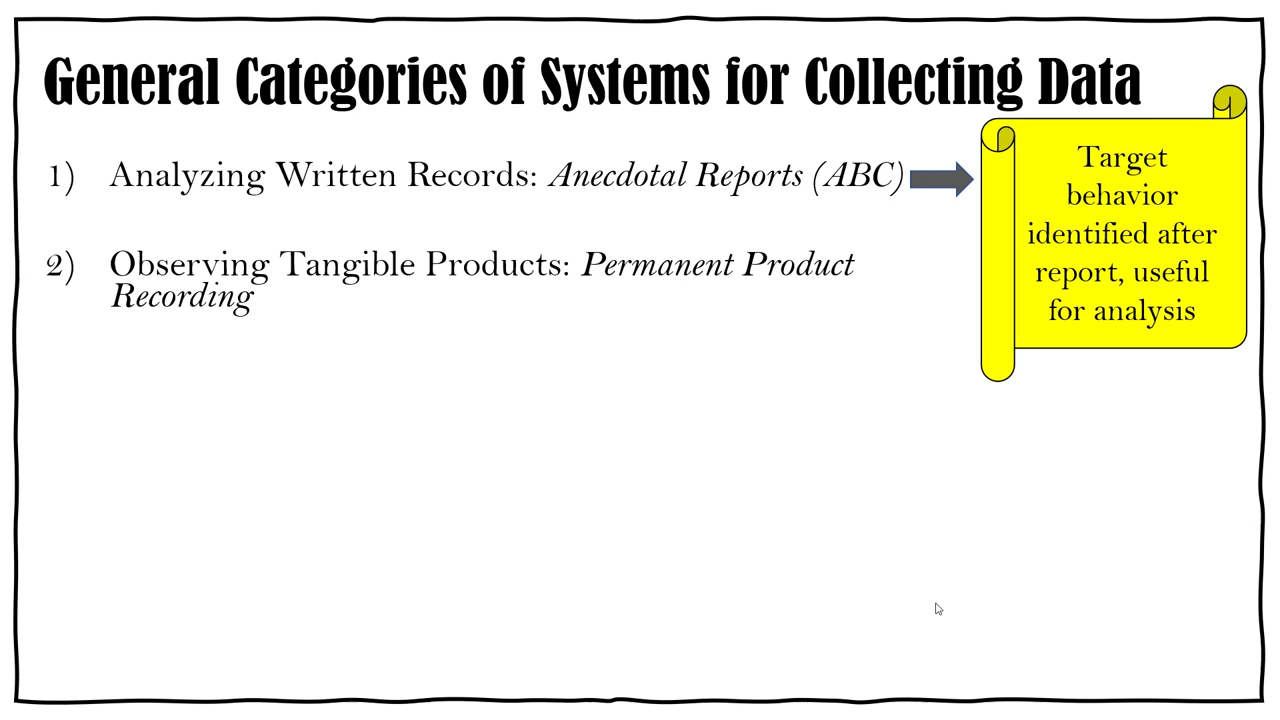 General Categories of Systems for Collecting Data
1) Analyzing Written Records: Anecdotal Reports (ABC)
2) Observing Tangible Products: Permanent Product
Recording
Target
behavior
identified after
report, useful
for analysis